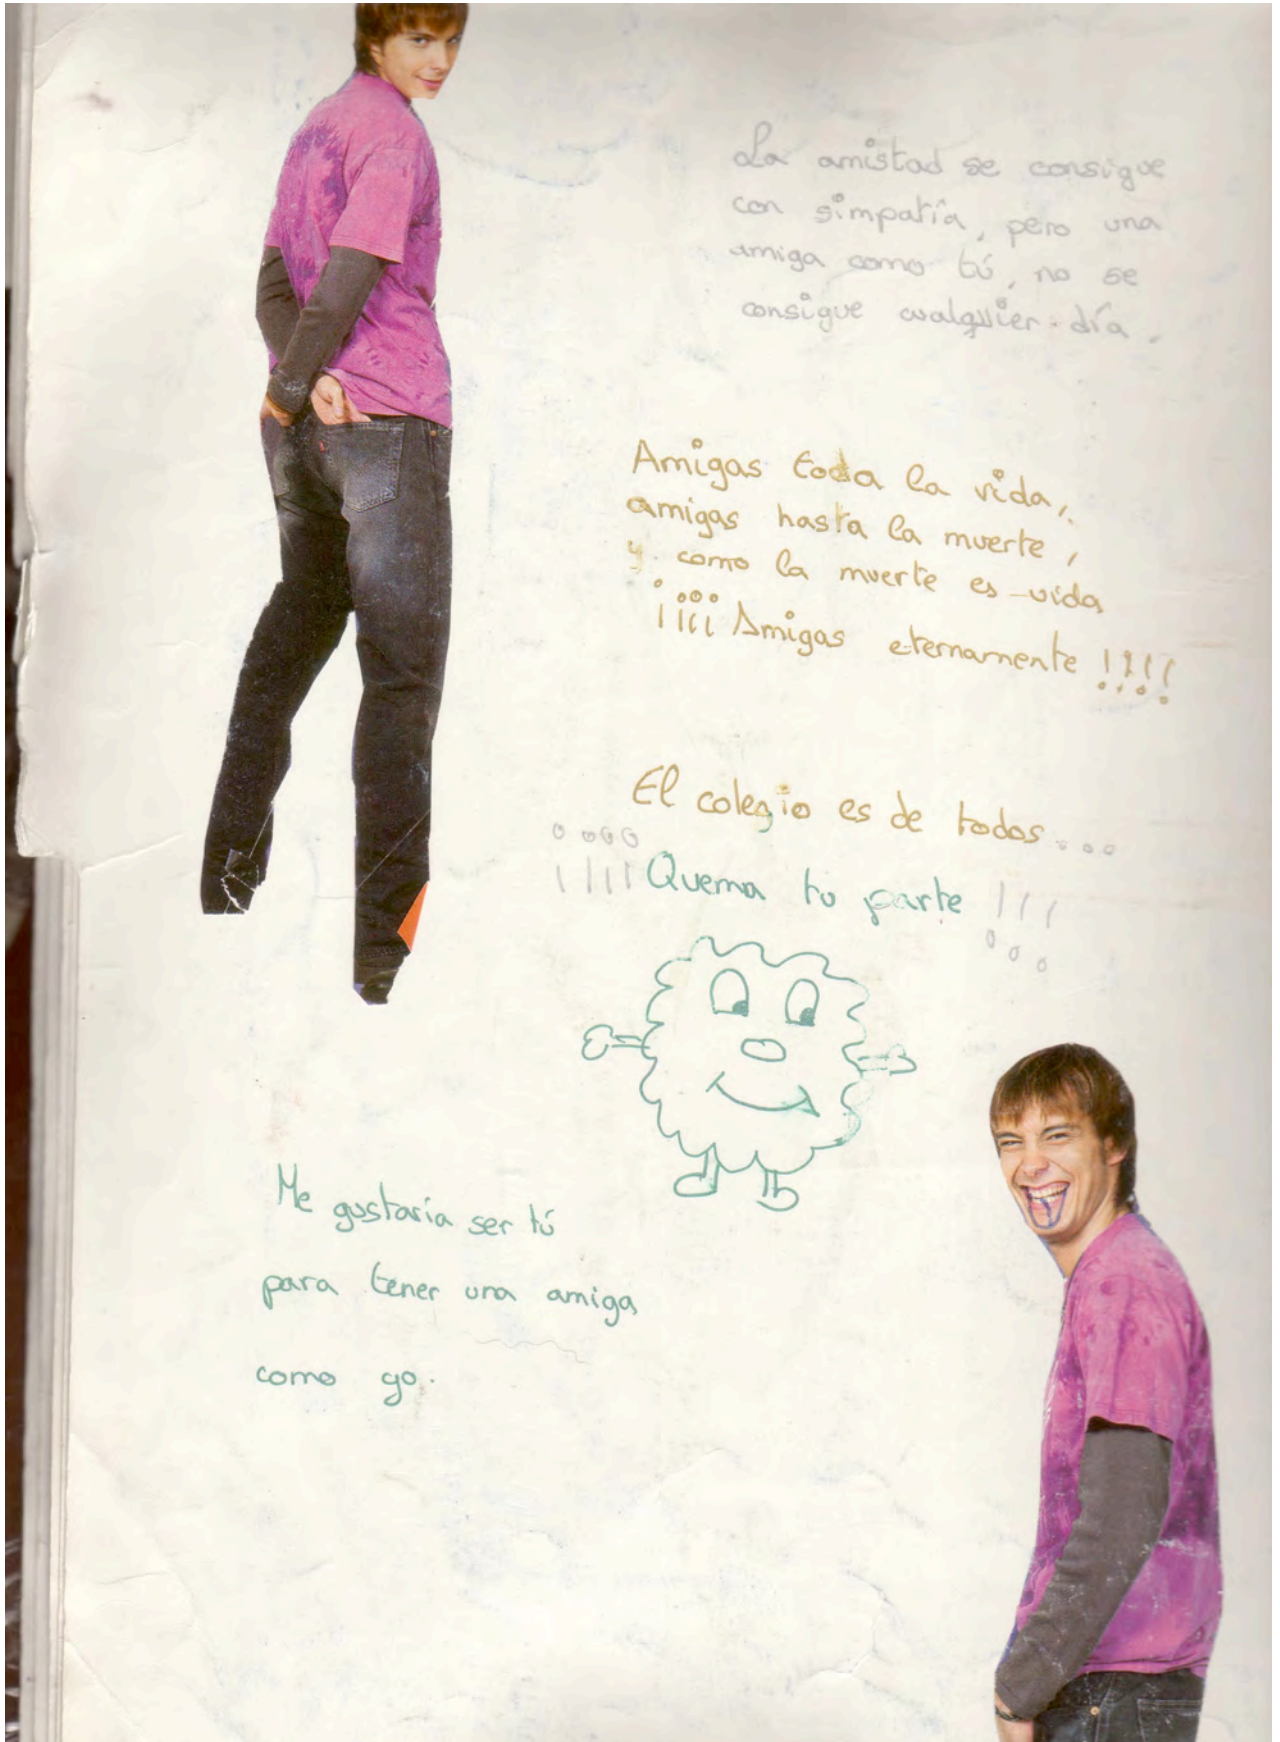 La amistad se consigue
con simpatía, pero una
amiga como tú, no se
consigue cualquier día.
Amigas toda la vida,
amigas hasta la muerte,
y como la muerte es vida
¡¡¡¡Amigas eternamente!!!!
El colegio es de todos...
¡¡¡¡Quema tu parte!!!
Me gustaría ser tú
para tener una amiga
como yo.